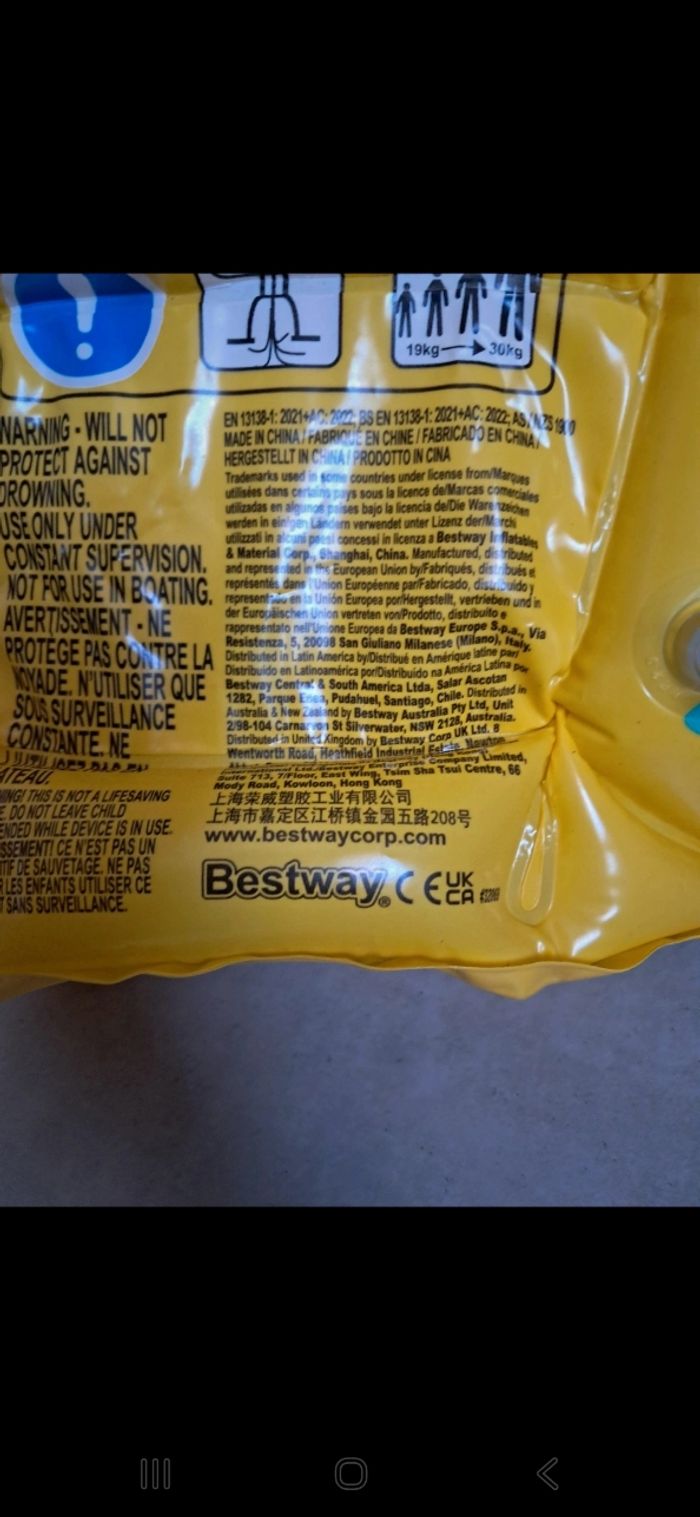 19kg 30kg
WARNING - WILL NOT
PROTECT AGAINST
DROWNING.
USE ONLY UNDER
CONSTANT SUPERVISION.
NOT FOR USE IN BOATING.
AVERTISSEMENT - NE
PROTÈGE PAS CONTRE LA
NOYADE. N'UTILISER QUE
SOUS SURVEILLANCE
CONSTANTE. NE
ATEAU.
NING! THIS IS NOT A LIFESAVING
E. DO NOT LEAVE CHILD
ENDED WHILE DEVICE IS IN USE.
SSEMENT! CE N'EST PAS UN
TIF DE SAUVETAGE. NE PAS
R LES ENFANTS UTILISER CE
T SANS SURVEILLANCE.
EN 13138-1: 2021+AC: 2022; BS EN 13138-1: 2021+AC: 2022; AS/NZS 1900
MADE IN CHINA / FABRIQUÉ EN CHINE / FABRICADO EN CHINA /
HERGESTELLT IN CHINA / PRODOTTO IN CINA
Trademarks used in some countries under license from/Marques
utilisées dans certains pays sous la licence de/Marcas comerciales
utilizadas en algunos países bajo la licencia de/Die Warenzeichen
werden in einigen Ländern verwendet unter Lizenz der/Marchi
utilizzati in alcuni paesi concessi in licenza a Bestway Inflatables
& Material Corp., Shanghai, China. Manufactured, distributed
and represented in the European Union by/Fabriqués, distribués et
représentés dans l'Union Européenne par/Fabricado, distribuido y
representado en la Unión Europea por/Hergestellt, vertrieben und in
der Europäischen Union vertreten von/Prodotto, distribuito e
rappresentato nell'Unione Europea da Bestway Europe S.p.a., Via
Resistenza, 5, 20098 San Giuliano Milanese (Milano), Italy.
Distributed in Latin America by/Distribué en Amérique latine par/
Distribuido en Latinoamérica por/Distribuído na América Latina por
Bestway Central & South America Ltda, Salar Ascotan
1282, Parque Enea, Pudahuel, Santiago, Chile. Distributed in
Australia & New Zealand by Bestway Australia Pty Ltd, Unit
2/98-104 Carnarvon St Silverwater, NSW 2128, Australia.
Distributed in United Kingdom by Bestway Corp UK Ltd. 8
Wentworth Road, Heathfield Industrial Estate, Newton
Bestway Enterprise Company Limited,
Suite 713, 7/Floor, East Wing, Tsim Sha Tsui Centre, 66
Mody Road, Kowloon, Hong Kong
上海荣威塑胶工业有限公司
上海市嘉定区江桥镇金园五路208号
www.bestwaycorp.com
Bestway® CE UK
CA